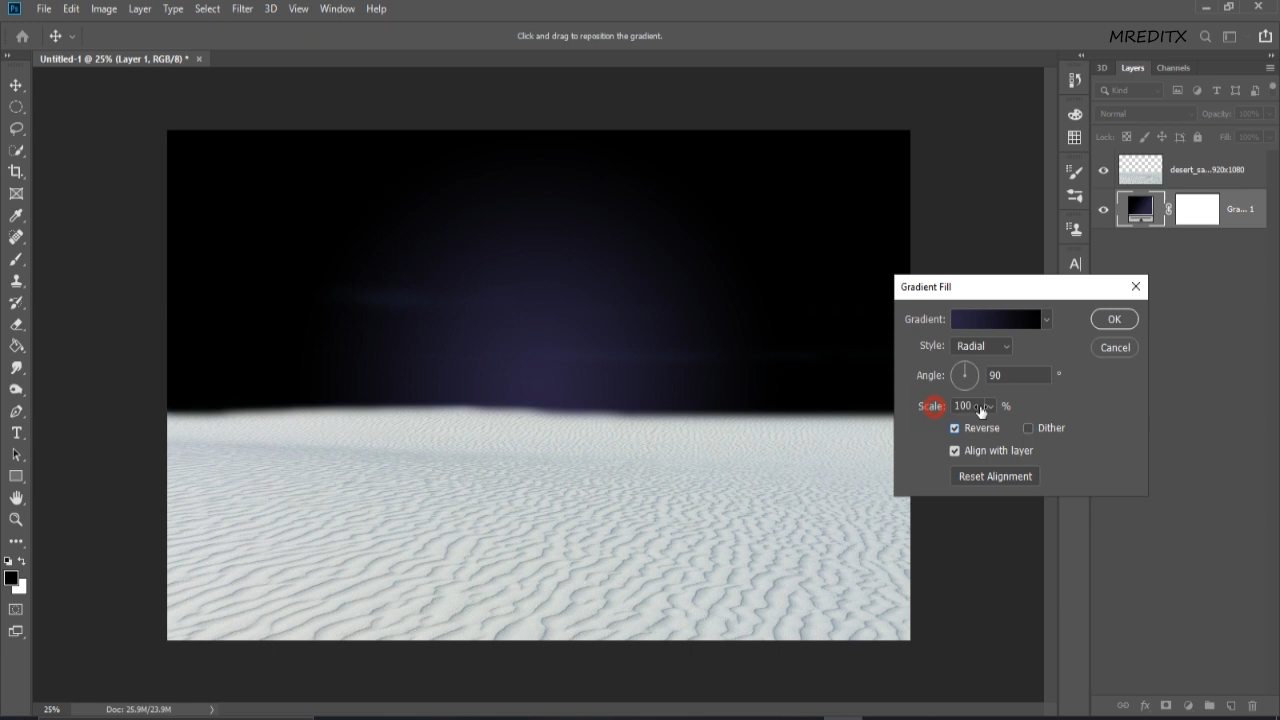 Ps File Edit Image Layer Type Select Filter 3D View Window Help
Click and drag to reposition the gradient.
MREDITX
Untitled-1 @ 25% (Layer 1, RGB/8) * ×
3D Layers Channels
Kind
Normal Opacity: 100%
Lock: Fill: 100%
desert_sa...920x1080
Gra... 1
A|
Gradient Fill
Gradient: OK
Style: Radial Cancel
Angle: 90 °
Scale: 100 %
Reverse Dither
Align with layer
Reset Alignment
T
25% Doc: 25.9M/23.9M
fx